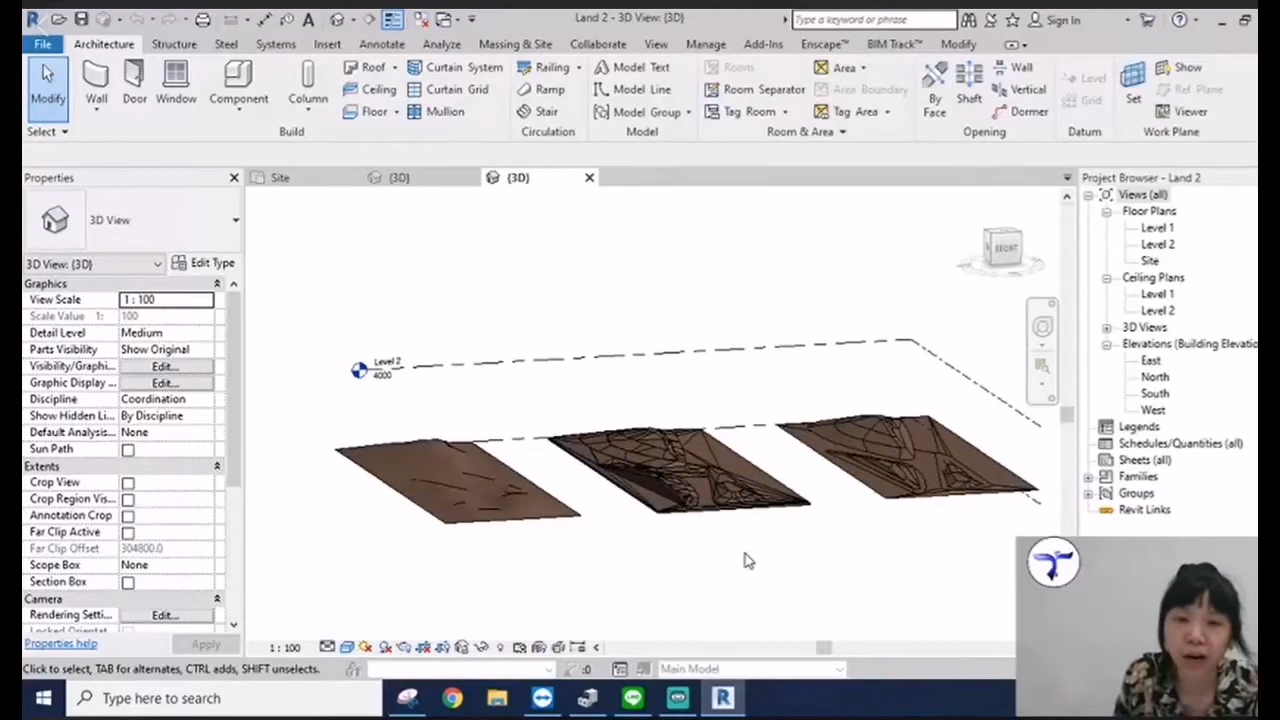 Land 2 - 3D View: {3D}
Type a keyword or phrase
Sign In
File
Architecture
Structure
Steel
Systems
Insert
Annotate
Analyze
Massing & Site
Collaborate
View
Manage
Add-Ins
Enscape™
BIM Track™
Modify
Modify
Wall
Door
Window
Component
Column
Roof
Ceiling
Floor
Curtain System
Curtain Grid
Mullion
Railing
Ramp
Stair
Model Text
Model Line
Model Group
Room
Room Separator
Tag Room
Area
Area Boundary
Tag Area
By Face
Shaft
Wall
Vertical
Dormer
Level
Grid
Set
Show
Ref Plane
Viewer
Select
Build
Circulation
Model
Room & Area
Opening
Datum
Work Plane
Properties
Site
{3D}
{3D}
Project Browser - Land 2
3D View
3D View: {3D}
Edit Type
Graphics
View Scale 1 : 100
Scale Value 1: 100
Detail Level Medium
Parts Visibility Show Original
Visibility/Graphi... Edit...
Graphic Display ... Edit...
Discipline Coordination
Show Hidden Li... By Discipline
Default Analysis... None
Sun Path
Extents
Crop View
Crop Region Vis...
Annotation Crop
Far Clip Active
Far Clip Offset 304800.0
Scope Box None
Section Box
Camera
Rendering Setti... Edit...
Properties help
Apply
Level 2
4000
FRONT
Views (all)
Floor Plans
Level 1
Level 2
Site
Ceiling Plans
Level 1
Level 2
3D Views
Elevations (Building Elevatio
East
North
South
West
Legends
Schedules/Quantities (all)
Sheets (all)
Families
Groups
Revit Links
1 : 100
Click to select, TAB for alternates, CTRL adds, SHIFT unselects.
:0
Main Model
Type here to search